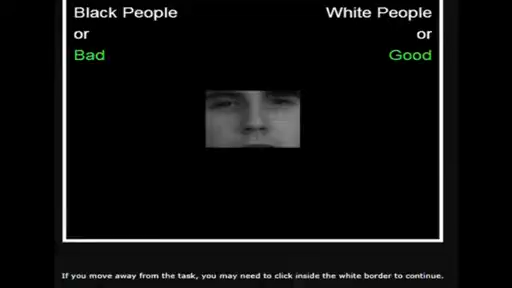 Black People
White People
or
or
Bad
Good
If you move away from the task, you may need to click inside the white border to continue.